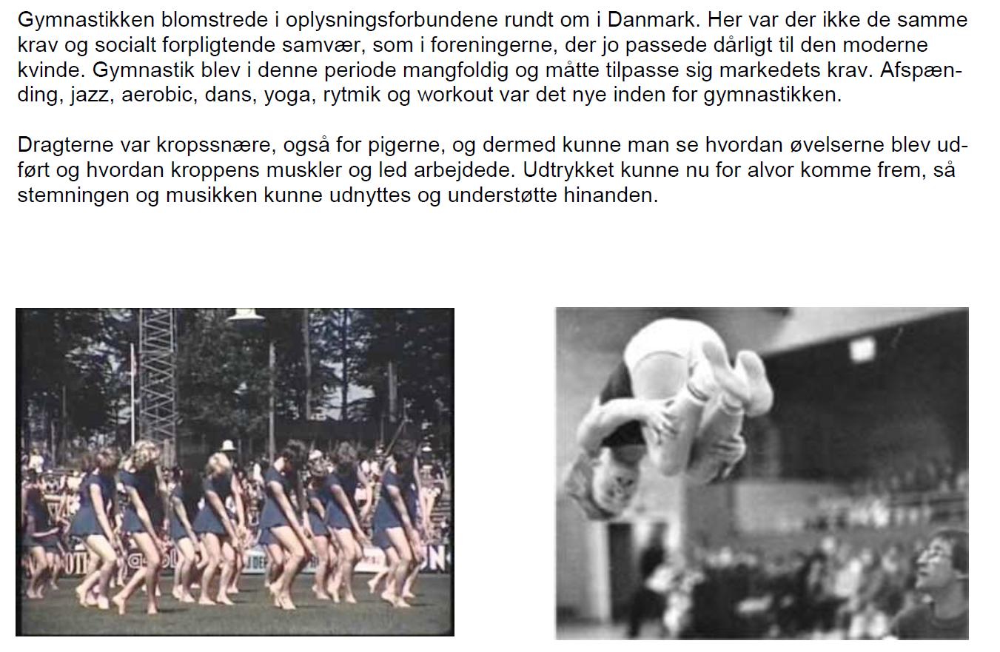 Gymnastikken blomstrede i oplysningsforbundene rundt om i Danmark. Her var der ikke de samme
krav og socialt forpligtende samvær, som i foreningerne, der jo passede dårligt til den moderne
kvinde. Gymnastik blev i denne periode mangfoldig og måtte tilpasse sig markedets krav. Afspæn-
ding, jazz, aerobic, dans, yoga, rytmik og workout var det nye inden for gymnastikken.
Dragterne var kropssnære, også for pigerne, og dermed kunne man se hvordan øvelserne blev ud-
ført og hvordan kroppens muskler og led arbejdede. Udtrykket kunne nu for alvor komme frem, så
stemningen og musikken kunne udnyttes og understøtte hinanden.